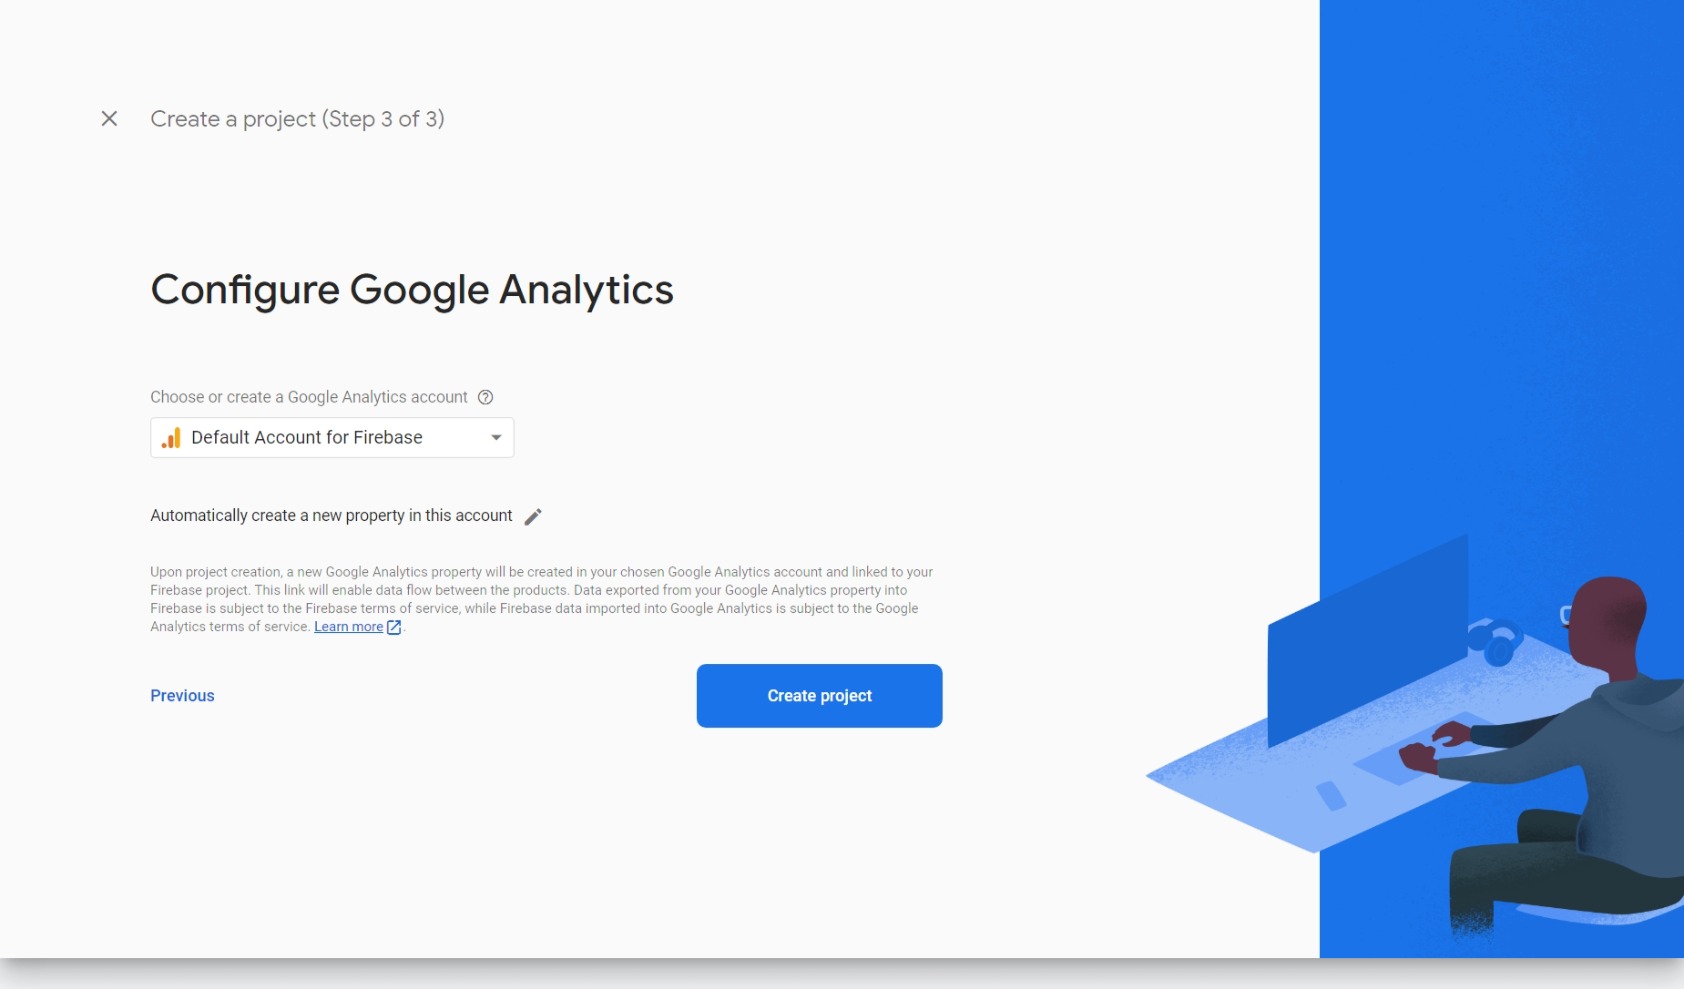 Create a project (Step 3 of 3)
Configure Google Analytics
Choose or create a Google Analytics account
Default Account for Firebase
Automatically create a new property in this account
Upon project creation, a new Google Analytics property will be created in your chosen Google Analytics account and linked to your
Firebase project. This link will enable data flow between the products. Data exported from your Google Analytics property into
Firebase is subject to the Firebase terms of service, while Firebase data imported into Google Analytics is subject to the Google
Analytics terms of service. Learn more.
Previous
Create project